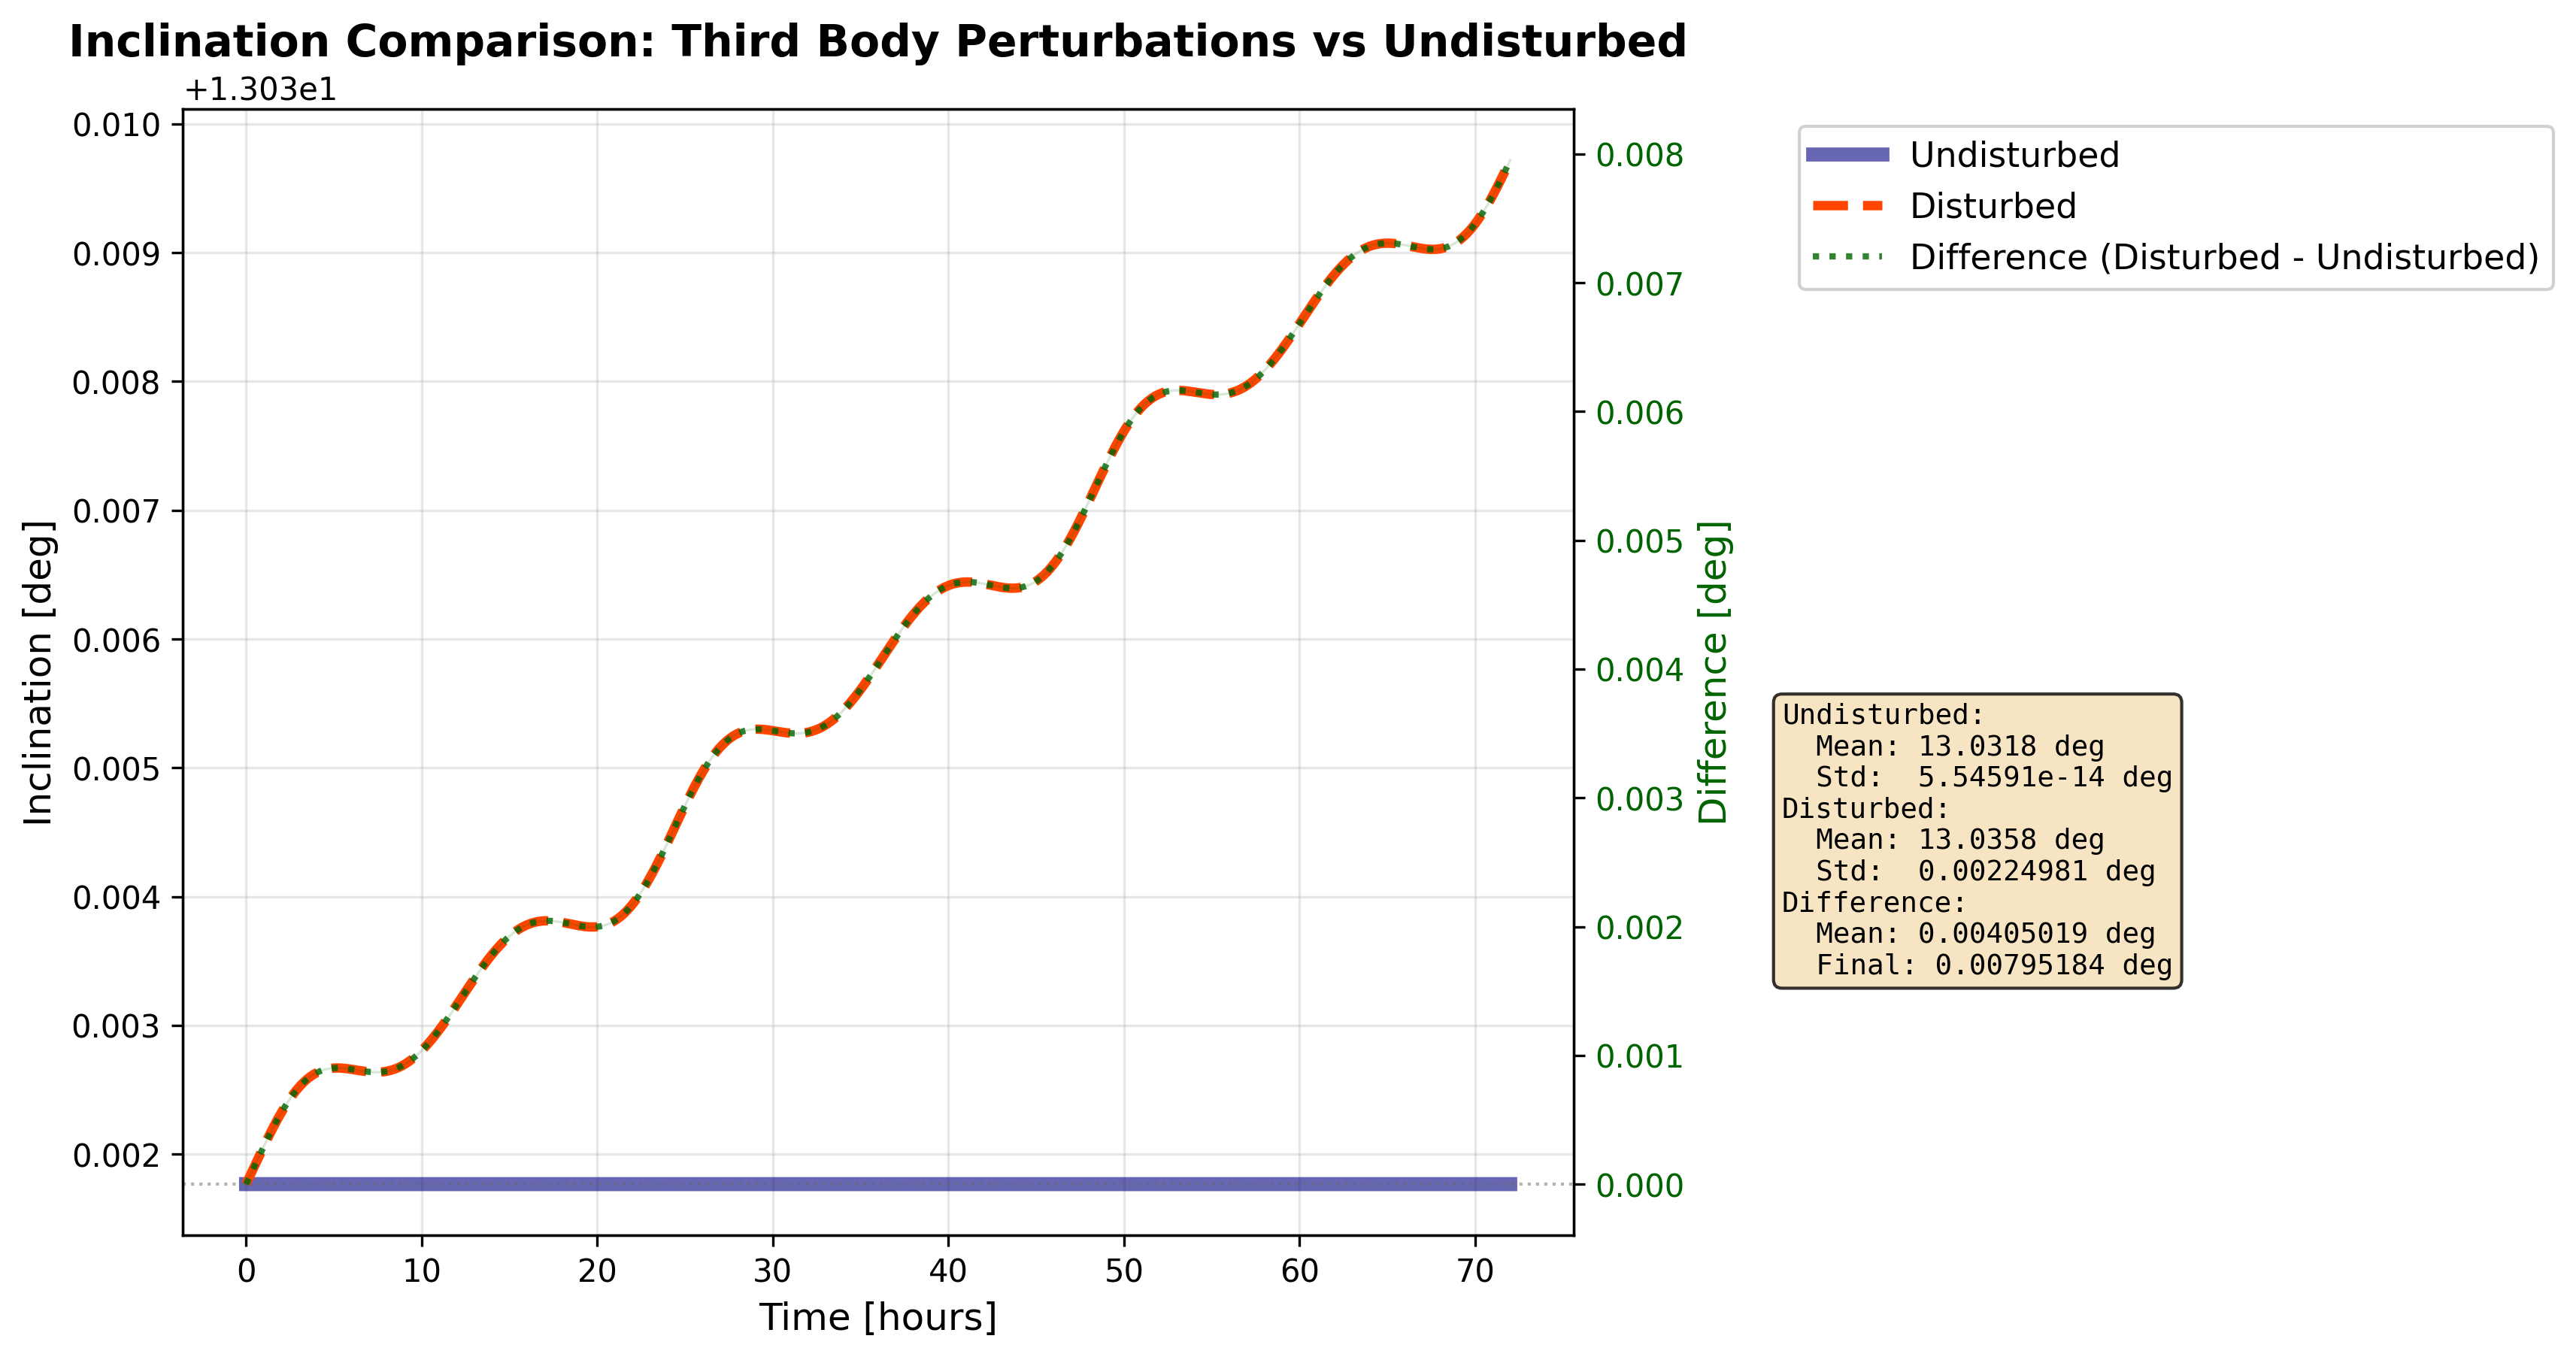 Inclination Comparison: Third Body Perturbations vs Undisturbed
+1.303e1
0.010
0.009
0.008
0.007
0.006
0.005
0.004
0.003
0.002
Inclination [deg]
0 10 20 30 40 50 60 70
Time [hours]
0.008
0.007
0.006
0.005
0.004
0.003
0.002
0.001
0.000
Difference [deg]
Undisturbed
Disturbed
Difference (Disturbed - Undisturbed)
Undisturbed:
Mean: 13.0318 deg
Std: 5.54591e-14 deg
Disturbed:
Mean: 13.0358 deg
Std: 0.00224981 deg
Difference:
Mean: 0.00405019 deg
Final: 0.00795184 deg